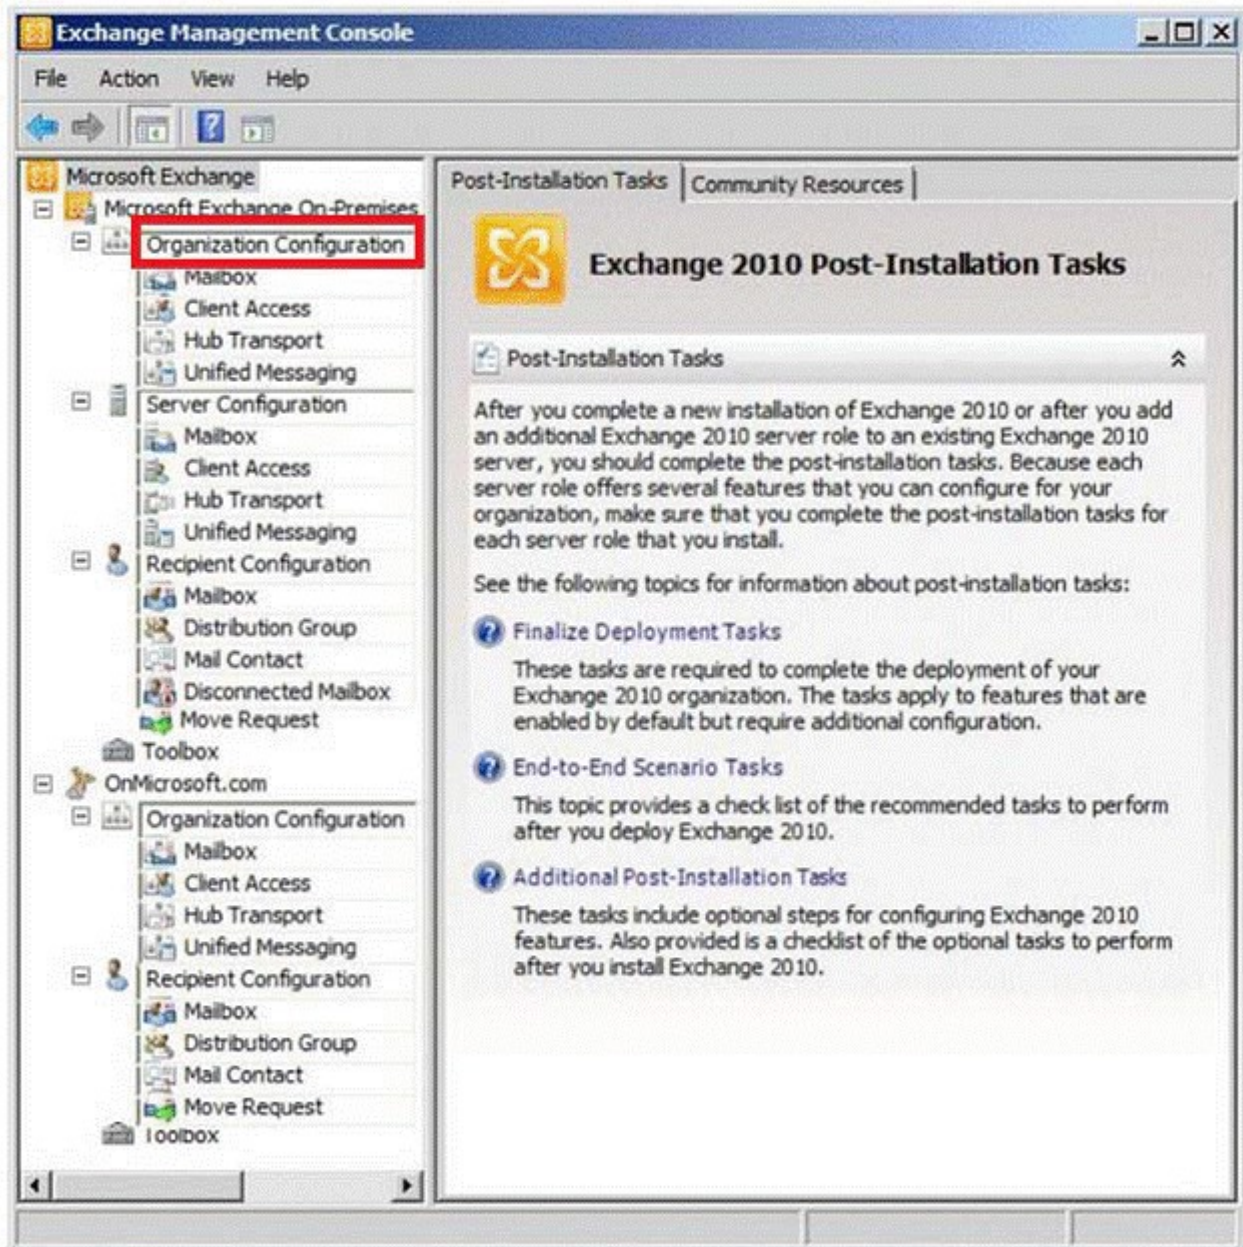 Exchange Management Console
File Action View Help
Microsoft Exchange
Microsoft Exchange On-Premises
Organization Configuration
Mailbox
Client Access
Hub Transport
Unified Messaging
Server Configuration
Mailbox
Client Access
Hub Transport
Unified Messaging
Recipient Configuration
Mailbox
Distribution Group
Mail Contact
Disconnected Mailbox
Move Request
Toolbox
OnMicrosoft.com
Organization Configuration
Mailbox
Client Access
Hub Transport
Unified Messaging
Recipient Configuration
Mailbox
Distribution Group
Mail Contact
Move Request
Toolbox
Post-Installation Tasks Community Resources
Exchange 2010 Post-Installation Tasks
Post-Installation Tasks
After you complete a new installation of Exchange 2010 or after you add
an additional Exchange 2010 server role to an existing Exchange 2010
server, you should complete the post-installation tasks. Because each
server role offers several features that you can configure for your
organization, make sure that you complete the post-installation tasks for
each server role that you install.
See the following topics for information about post-installation tasks:
Finalize Deployment Tasks
These tasks are required to complete the deployment of your
Exchange 2010 organization. The tasks apply to features that are
enabled by default but require additional configuration.
End-to-End Scenario Tasks
This topic provides a check list of the recommended tasks to perform
after you deploy Exchange 2010.
Additional Post-Installation Tasks
These tasks include optional steps for configuring Exchange 2010
features. Also provided is a checklist of the optional tasks to perform
after you install Exchange 2010.